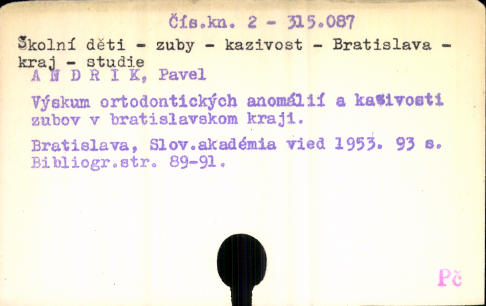 Čís.kn. 2 - 315.087
Školní děti - zuby - kazivost - Bratislava -
kraj - studie
A N D R I K, Pavel
Výskum ortodontických anomálií a kazivosti
zubov v bratislavskom kraji.
Bratislava, Slov.akadémia vied 1953. 93 s.
Bibliogr.str. 89-91.
Pč